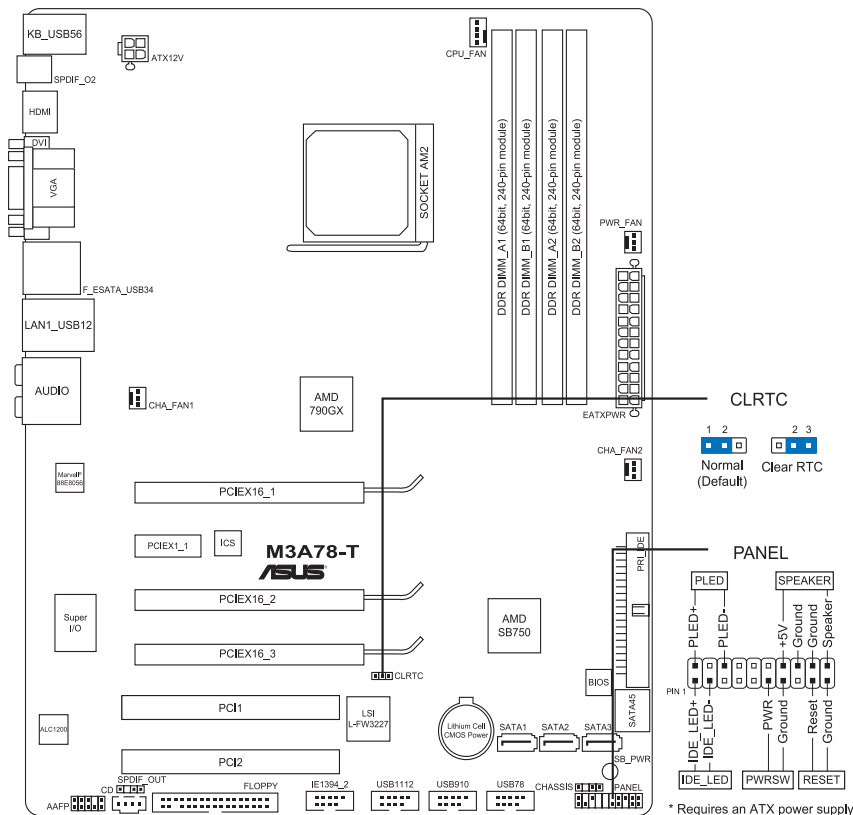 KB_USB56
ATX12V
CPU_FAN
SPDIF_O2
HDMI
DVI
VGA
SOCKET AM2
DDR DIMM_A1 (64bit, 240-pin module)
DDR DIMM_B1 (64bit, 240-pin module)
DDR DIMM_A2 (64bit, 240-pin module)
DDR DIMM_B2 (64bit, 240-pin module)
PWR_FAN
F_ESATA_USB34
LAN1_USB12
AUDIO
CHA_FAN1
AMD
790GX
EATXPWR
CLRTC
1 2
2 3
Normal
(Default)
Clear RTC
CHA_FAN2
Marvell®
88E8056
PCIEX16_1
PCIEX1_1
ICS
M3A78-T
ASUS
PRI_IDE
PANEL
PLED
SPEAKER
PLED+
PLED-
+5V
Ground
Ground
Speaker
PIN 1
IDE_LED+
IDE_LED-
PWR
Ground
Reset
Ground
IDE_LED
PWRSW
RESET
* Requires an ATX power supply
PCIEX16_2
Super
I/O
AMD
SB750
PCIEX16_3
CLRTC
BIOS
PCI1
LSI
L-FW3227
Lithium Cell
CMOS Power
SATA1
SATA2
SATA3
SATA45
ALC1200
PCI2
SB_PWR
SPDIF_OUT
CD
FLOPPY
IE1394_2
USB1112
USB910
USB78
CHASSIS
PANEL
AAFP